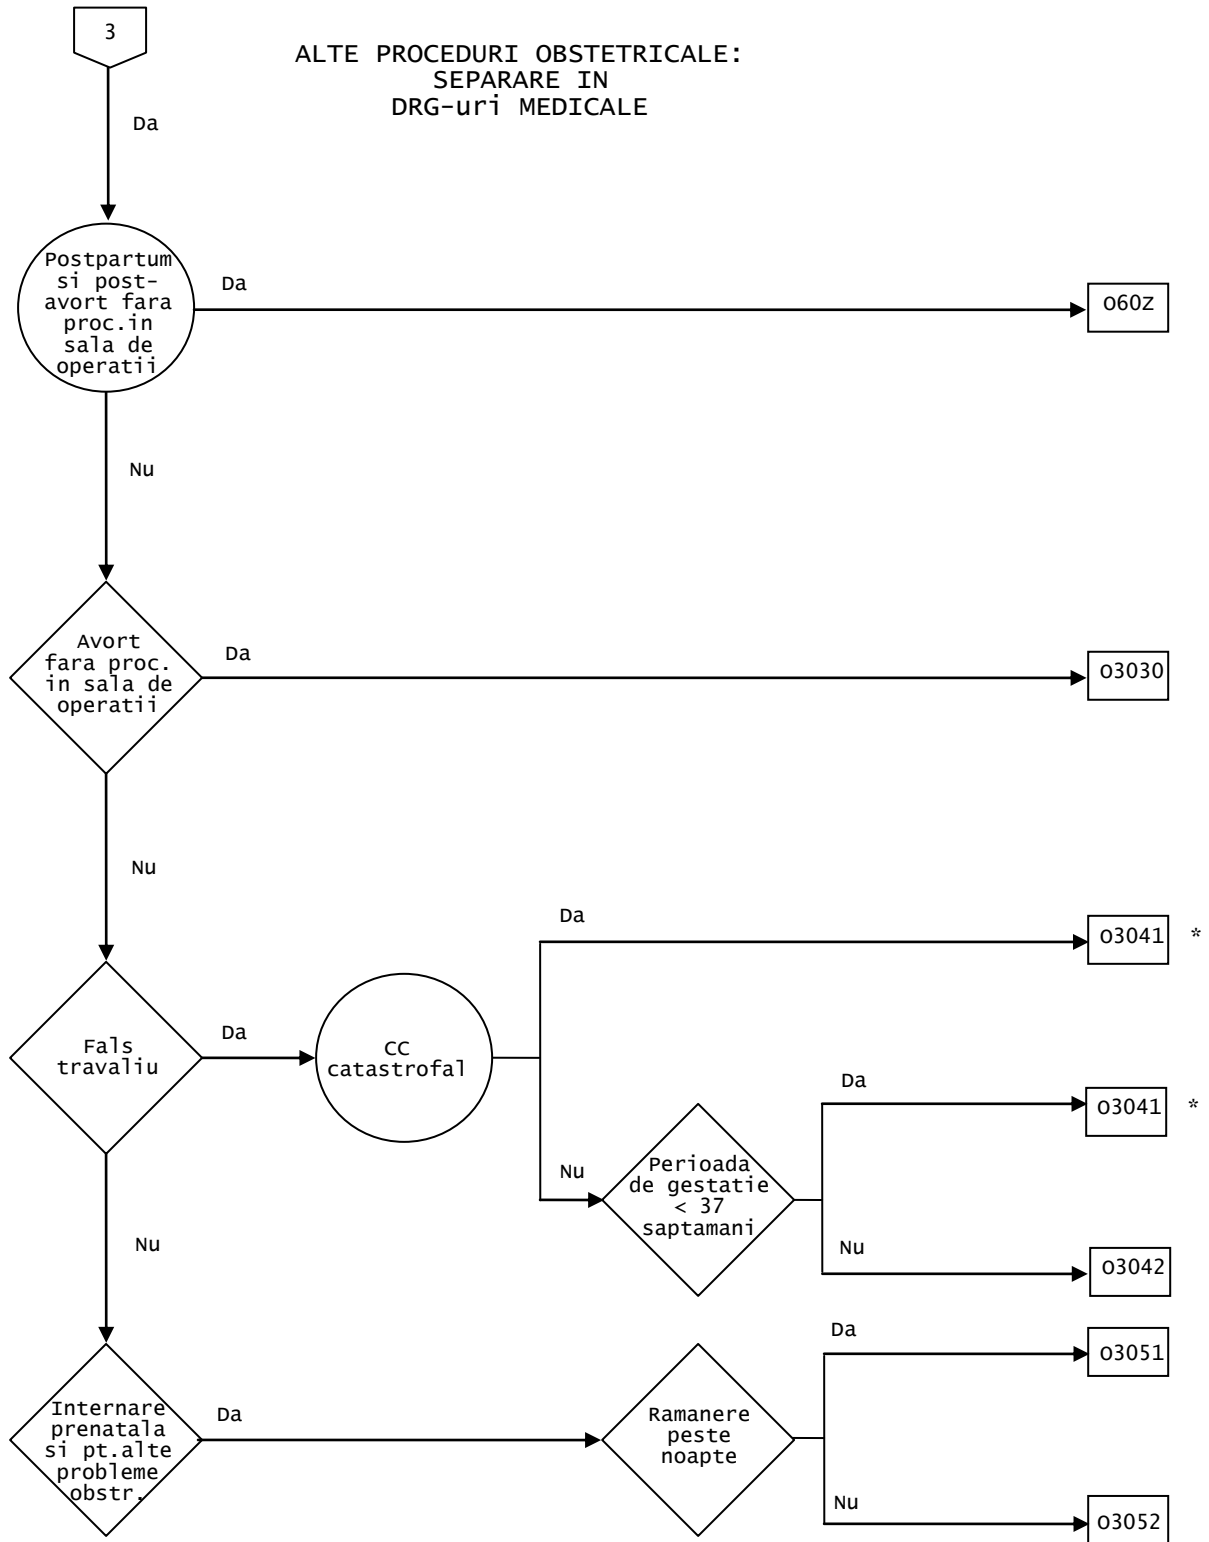 3
ALTE PROCEDURI OBSTETRICALE:
SEPARARE IN
DRG-uri MEDICALE
Da
Postpartum
si post-
avort fara
proc.in
sala de
operatii
Da
O60Z
Nu
Avort
fara proc.
in sala de
operatii
Da
O3030
Nu
Fals
travaliu
Da
CC
catastrofal
Da
O3041 *
Nu
Perioada
de gestatie
< 37
saptamani
Da
O3041 *
Nu
O3042
Nu
Internare
prenatala
si pt.alte
probleme
obstr.
Da
Ramanere
peste
noapte
Da
O3051
Nu
O3052